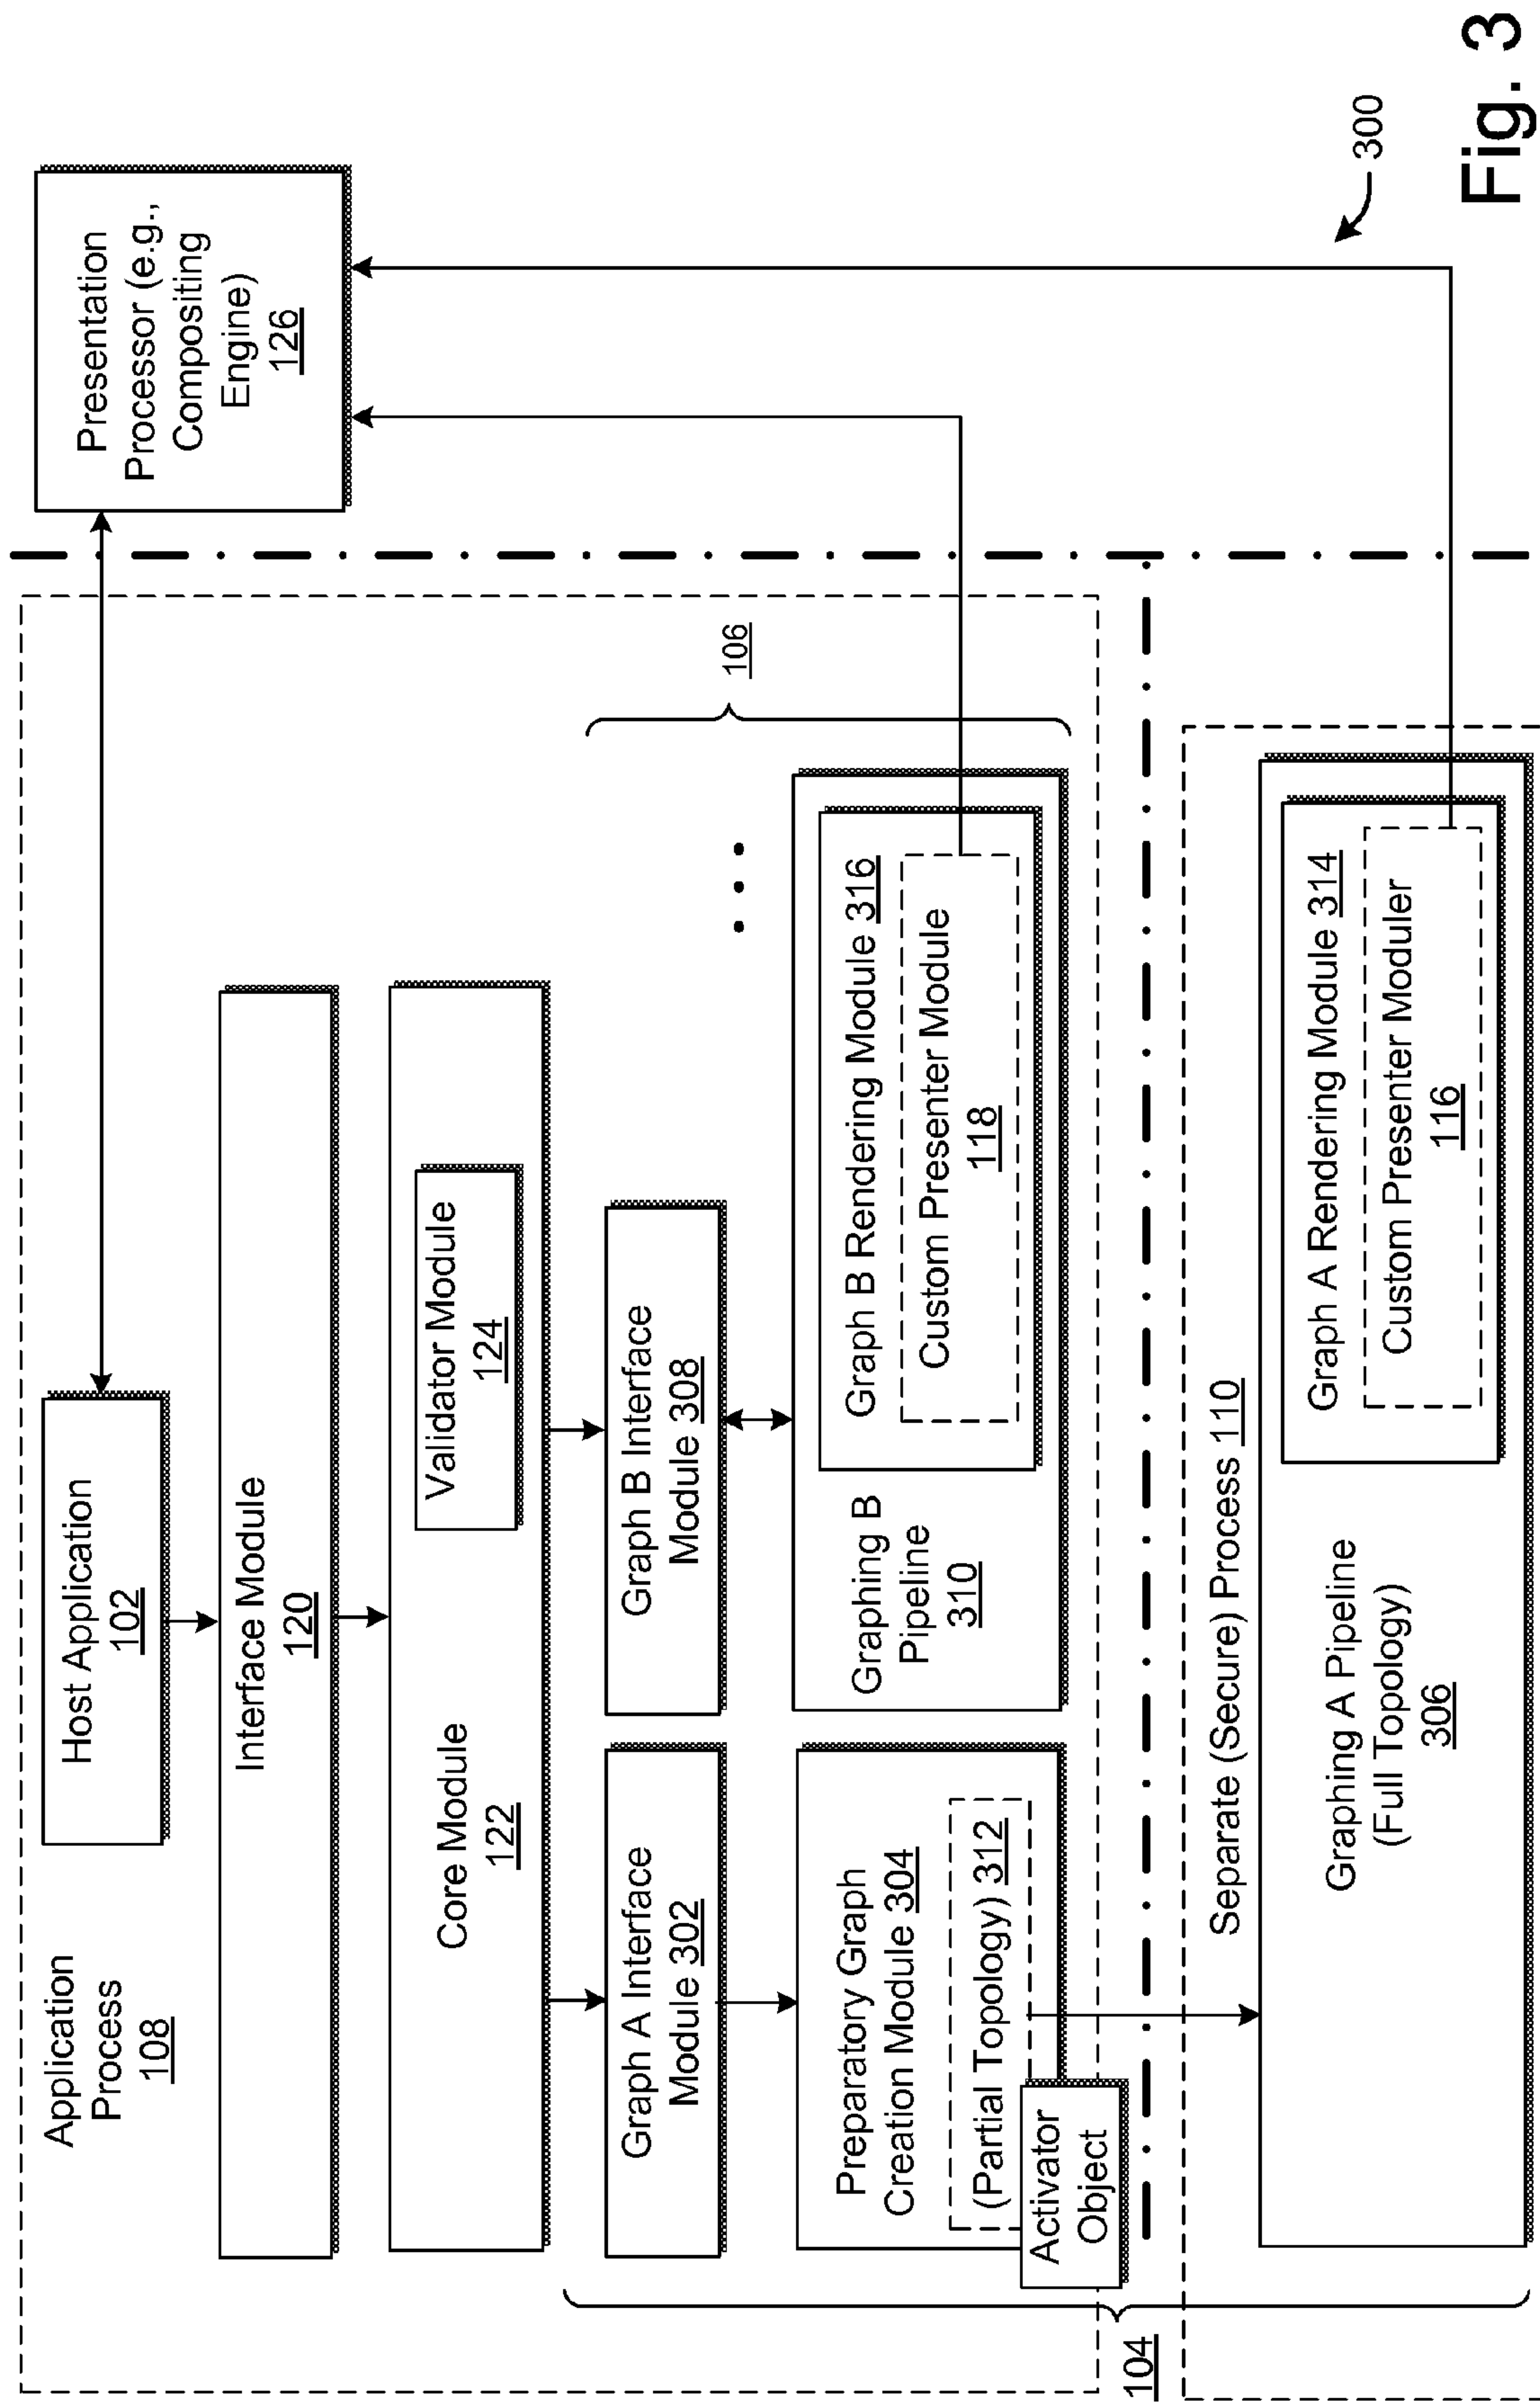 Application
Process
108
Host Application
102
Presentation
Processor (e.g.,
Compositing
Engine)
126
Interface Module
120
Core Module
122
Validator Module
124
Graph A Interface
Module 302
Graph B Interface
Module 308
106
Preparatory Graph
Creation Module 304
(Partial Topology) 312
Activator
Object
Graphing B
Pipeline
310
Graph B Rendering Module 316
Custom Presenter Module
118
. . .
104
Separate (Secure) Process 110
Graphing A Pipeline
(Full Topology)
306
Graph A Rendering Module 314
Custom Presenter Moduler
116
300
Fig. 3